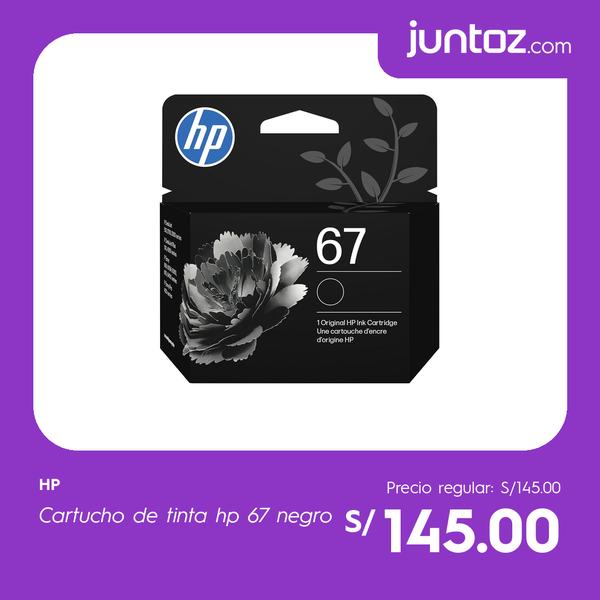 juntoz.com
hp
67
1 Original HP Ink Cartridge
Une cartouche d'encre
d'origine HP
HP
Precio regular: S/145.00
Cartucho de tinta hp 67 negro
S/ 145.00